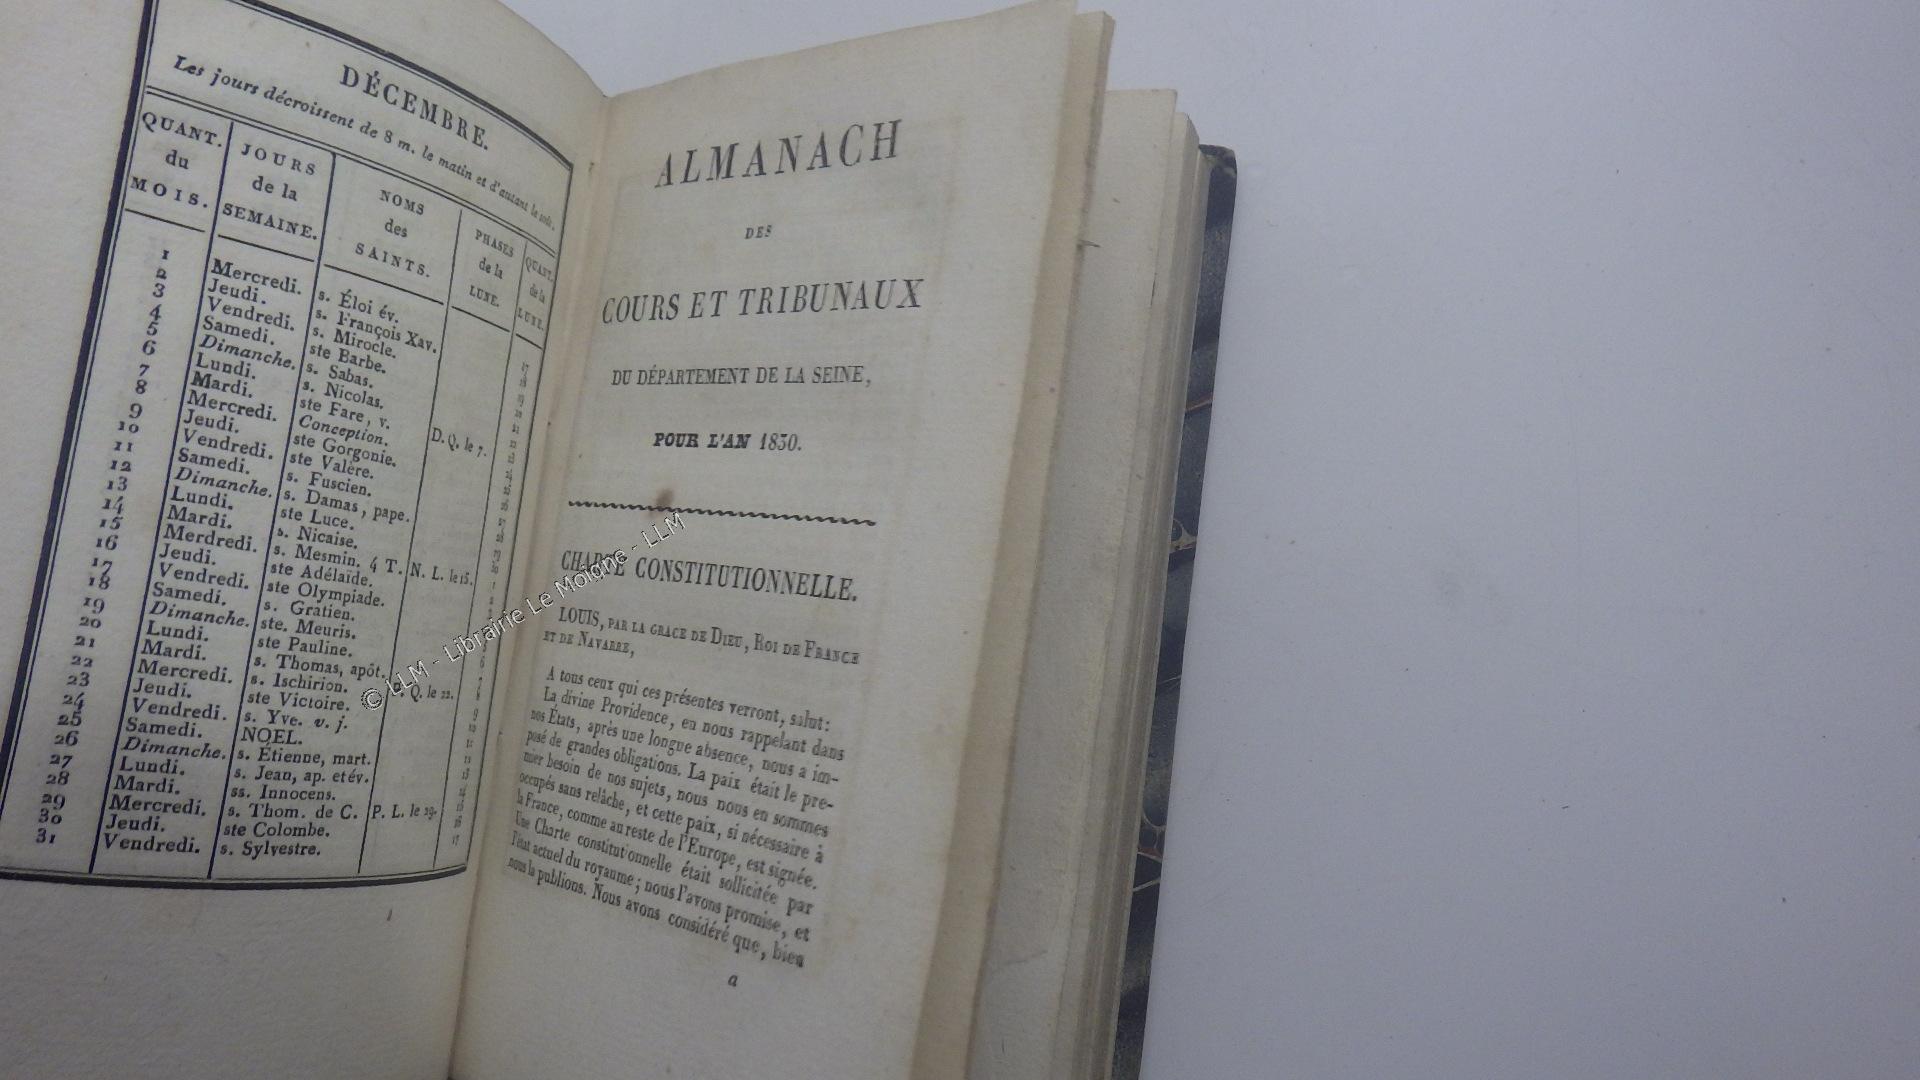 DÉCEMBRE.
Les jours décroissent de 8 m. le matin et d'autant le soir.
QUANT. du MOIS. JOURS de la SEMAINE. NOMS des SAINTS. PHASES de la LUNE. QUANT. de la LUNE.
1 Mercredi. s. Éloi év.
2 Jeudi. s. François Xav. 17
3 Vendredi. s. Mirocle. 18
4 Samedi. ste Barbe. 19
5 Dimanche. s. Sabas.
6 Lundi. s. Nicolas.
7 Mardi. ste Fare, v. D. Q. le 7.
8 Mercredi. Conception.
9 Jeudi. ste Gorgonie.
10 Vendredi. ste Valère.
11 Samedi. s. Fuscien.
12 Dimanche. s. Damas, pape.
13 Lundi. ste Luce.
14 Mardi. s. Nicaise.
15 Merdredi. s. Mesmin. 4 T. N. L. le 15.
16 Jeudi. ste Adélaïde.
17 Vendredi. ste Olympiade.
18 Samedi. s. Gratien.
19 Dimanche. ste. Meuris.
20 Lundi. ste Pauline.
21 Mardi. s. Thomas, apôt.
22 Mercredi. s. Ischirion. Q. le 22.
23 Jeudi. ste Victoire.
24 Vendredi. s. Yve. v. j.
25 Samedi. NOEL.
26 Dimanche. s. Étienne, mart.
27 Lundi. s. Jean, ap. etév.
28 Mardi. ss. Innocens.
29 Mercredi. s. Thom. de C. P. L. le 29.
30 Jeudi. ste Colombe. 16
31 Vendredi. s. Sylvestre. 17
ALMANACH
DES
COURS ET TRIBUNAUX
DU DÉPARTEMENT DE LA SEINE,
POUR L'AN 1830.
CHARTE CONSTITUTIONNELLE.
LOUIS, PAR LA GRACE DE DIEU, ROI DE FRANCE
ET DE NAVARRE,
A tous ceux qui ces présentes verront, salut:
La divine Providence, en nous rappelant dans
nos États, après une longue absence, nous a im-
posé de grandes obligations. La paix était le pre-
mier besoin de nos sujets, nous nous en sommes
occupés sans relâche, et cette paix, si nécessaire à
la France, comme au reste de l'Europe, est signée.
Une Charte constitutionnelle était sollicitée par
l'état actuel du royaume; nous l'avons promise, et
nous la publions. Nous avons considéré que, bien
a
© LLM - Librairie Le Moigne - LLM